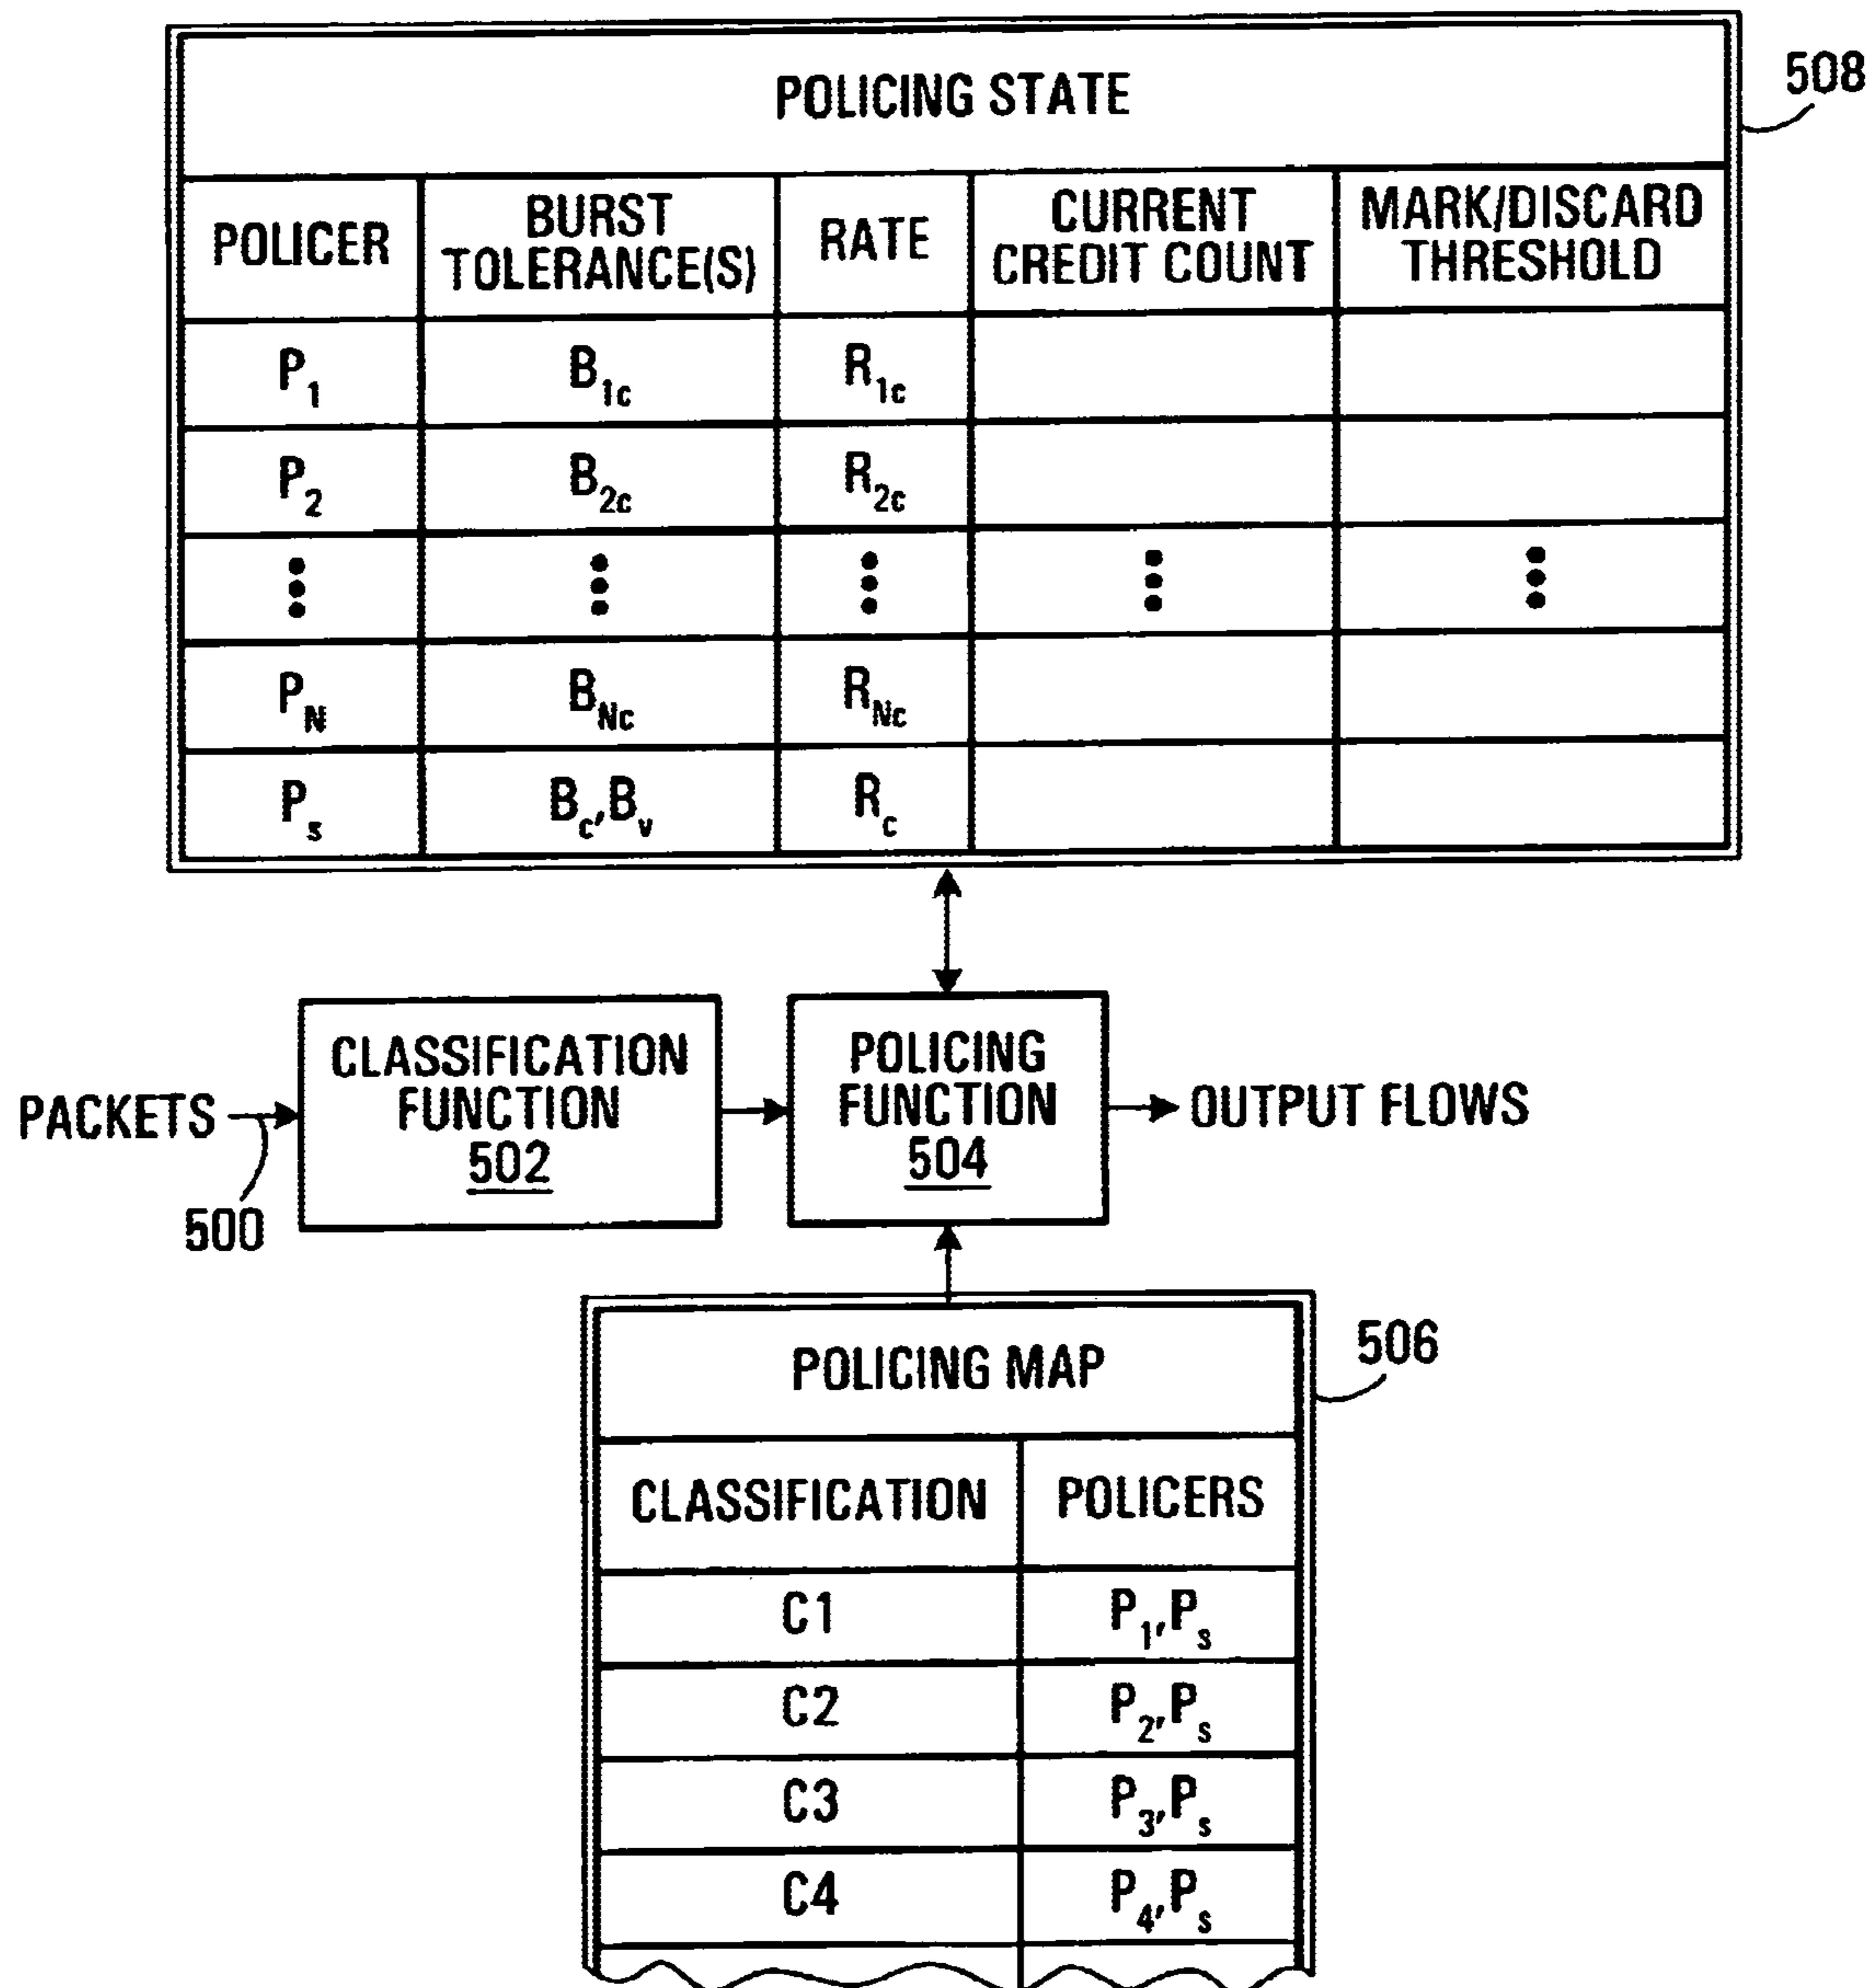 POLICING STATE
508
POLICER
BURST
TOLERANCE(S)
RATE
CURRENT
CREDIT COUNT
MARK/DISCARD
THRESHOLD
P1 B1c R1c
P2 B2c R2c
PN BNc RNc
Ps Bc,Bv Rc
PACKETS
500
CLASSIFICATION
FUNCTION
502
POLICING
FUNCTION
504
OUTPUT FLOWS
506
POLICING MAP
CLASSIFICATION POLICERS
C1 P1,Ps
C2 P2,Ps
C3 P3,Ps
C4 P4,Ps